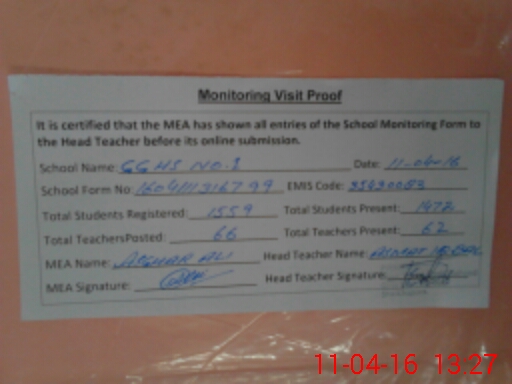 Monitoring Visit Proof
It is certified that the MEA has shown all entries of the School Monitoring Form to
the Head Teacher before its online submission.
School Name: GGHS NO.1 Date: 11-04-16
School Form No EMIS Code:
Total Students Registered: 1559 Total Students Present: 1472
Total TeachersPosted: 66 Total Teachers Present: 62
MEA Name: ASGHAR ALI Head Teacher Name:
MEA Signature: Head Teacher Signature:
11-04-16 13:27